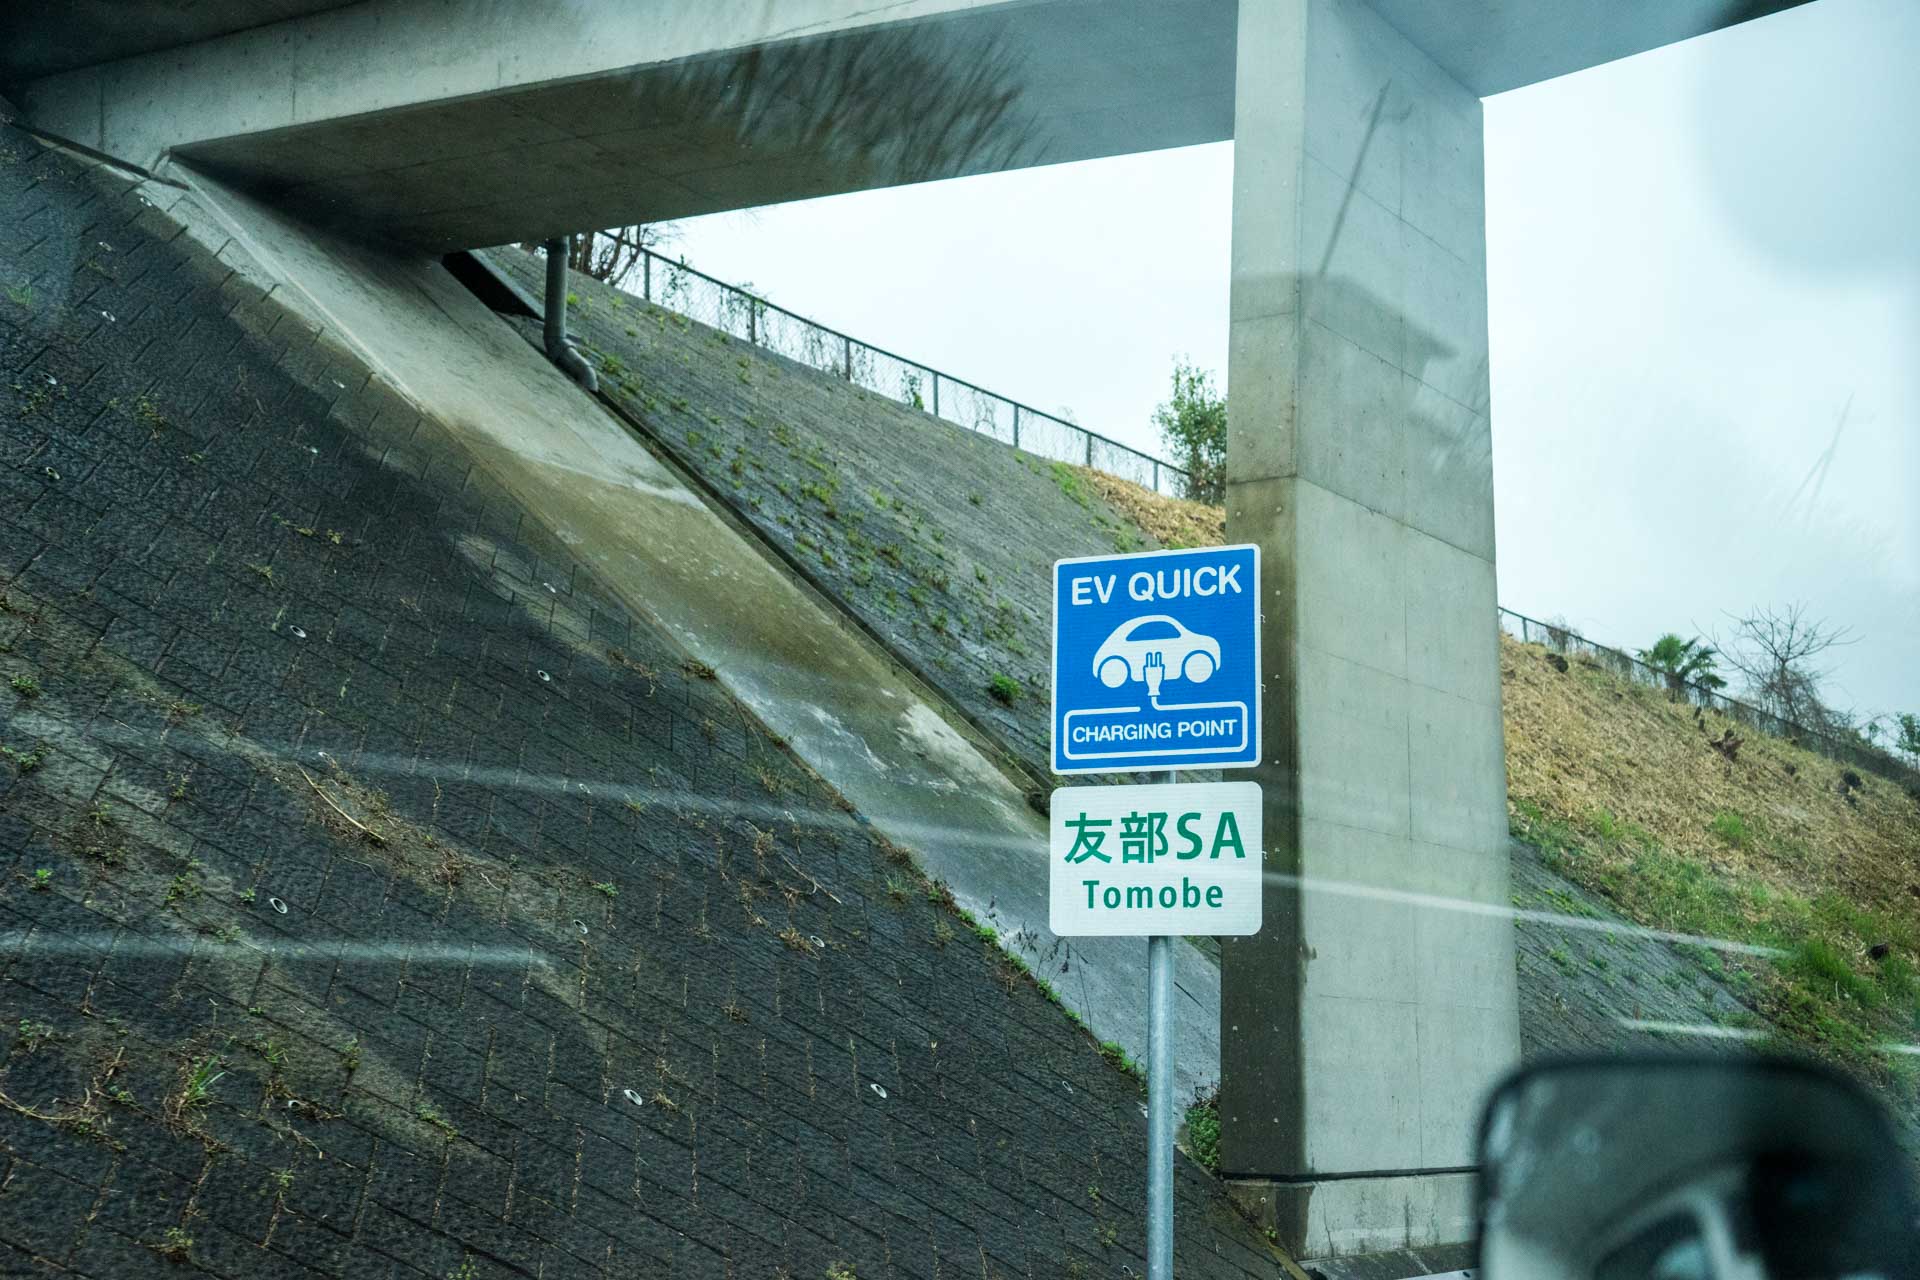 EV QUICK
CHARGING POINT
友部SA
Tomobe